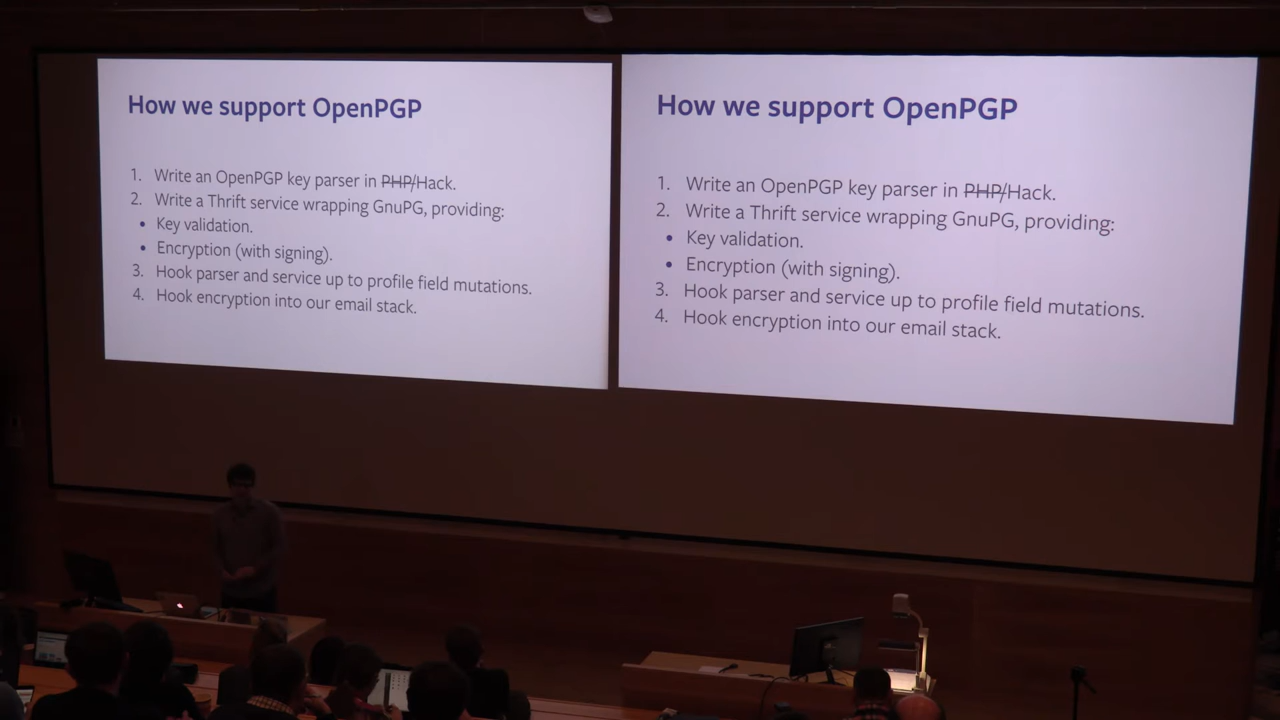 How we support OpenPGP
1. Write an OpenPGP key parser in PHP/Hack.
2. Write a Thrift service wrapping GnuPG, providing:
• Key validation.
• Encryption (with signing).
3. Hook parser and service up to profile field mutations.
4. Hook encryption into our email stack.
How we support OpenPGP
1. Write an OpenPGP key parser in PHP/Hack.
2. Write a Thrift service wrapping GnuPG, providing:
• Key validation.
• Encryption (with signing).
3. Hook parser and service up to profile field mutations.
4. Hook encryption into our email stack.